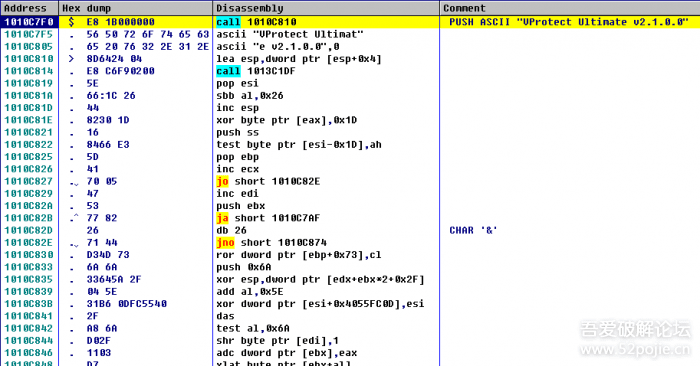 Address Hex dump Disassembly Comment
1010C7F0 $ E8 1B000000 call 1010C810 PUSH ASCII "VProtect Ultimate v2.1.0.0"
1010C7F5 . 56 50 72 6F 74 65 63 ascii "VProtect Ultimat"
1010C805 . 65 20 76 32 2E 31 2E ascii "e v2.1.0.0",0
1010C810 > 8D6424 04 lea esp,dword ptr [esp+0x4]
1010C814 . E8 C6F90200 call 1013C1DF
1010C819 . 5E pop esi
1010C81A . 66:1C 26 sbb al,0x26
1010C81D . 44 inc esp
1010C81E . 8230 1D xor byte ptr [eax],0x1D
1010C821 . 16 push ss
1010C822 . 8466 E3 test byte ptr [esi-0x1D],ah
1010C825 . 5D pop ebp
1010C826 . 41 inc ecx
1010C827 .ˬ 70 05 jo short 1010C82E
1010C829 . 47 inc edi
1010C82A . 53 push ebx
1010C82B .^ 77 82 ja short 1010C7AF
1010C82D 26 db 26 CHAR '&'
1010C82E .ˬ 71 44 jno short 1010C874
1010C830 . D34D 73 ror dword ptr [ebp+0x73],cl
1010C833 . 6A 6A push 0x6A
1010C835 . 33645A 2F xor esp,dword ptr [edx+ebx*2+0x2F]
1010C839 . 04 5E add al,0x5E
1010C83B . 31B6 0DFC5540 xor dword ptr [esi+0x4055FC0D],esi
1010C841 . 2F das
1010C842 . A8 6A test al,0x6A
1010C844 . D02F shr byte ptr [edi],1
1010C846 . 1103 adc dword ptr [ebx],eax
1010C848 . D7 xlat byte ptr [ebx+al]
吾爱破解论坛
www.52pojie.cn